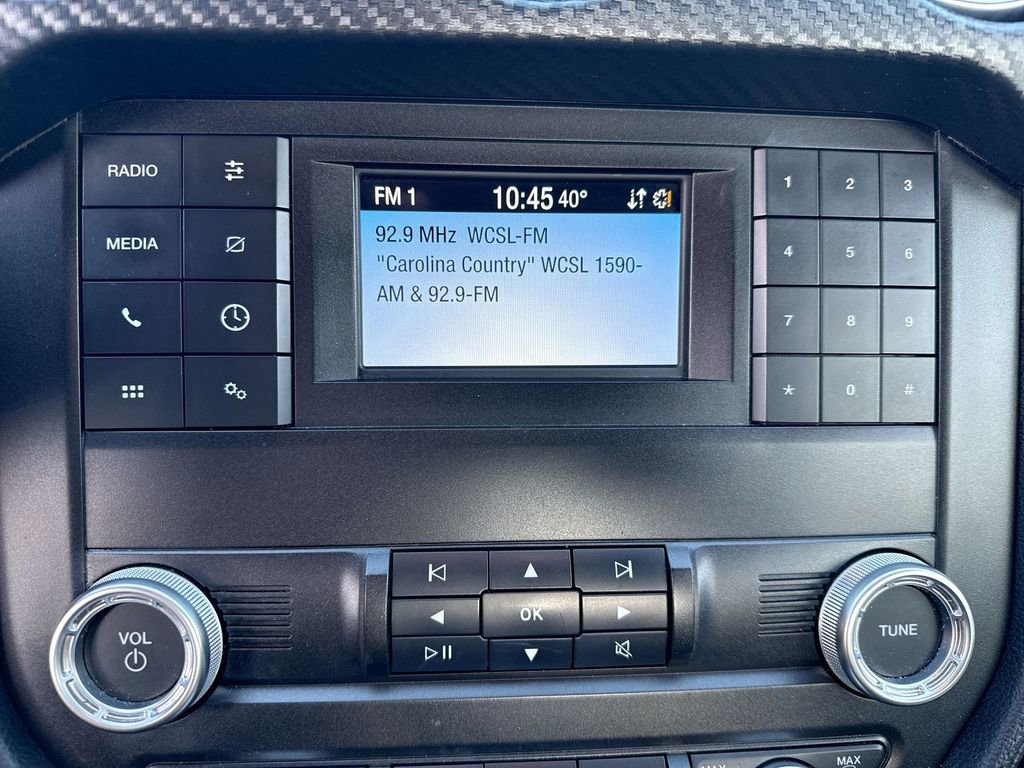 RADIO
MEDIA
FM 1 10:45 40°
92.9 MHz WCSL-FM
"Carolina Country" WCSL 1590-
AM & 92.9-FM
1 2 3
4 5 6
7 8 9
* 0 #
VOL
OK
TUNE
MAX
MAX